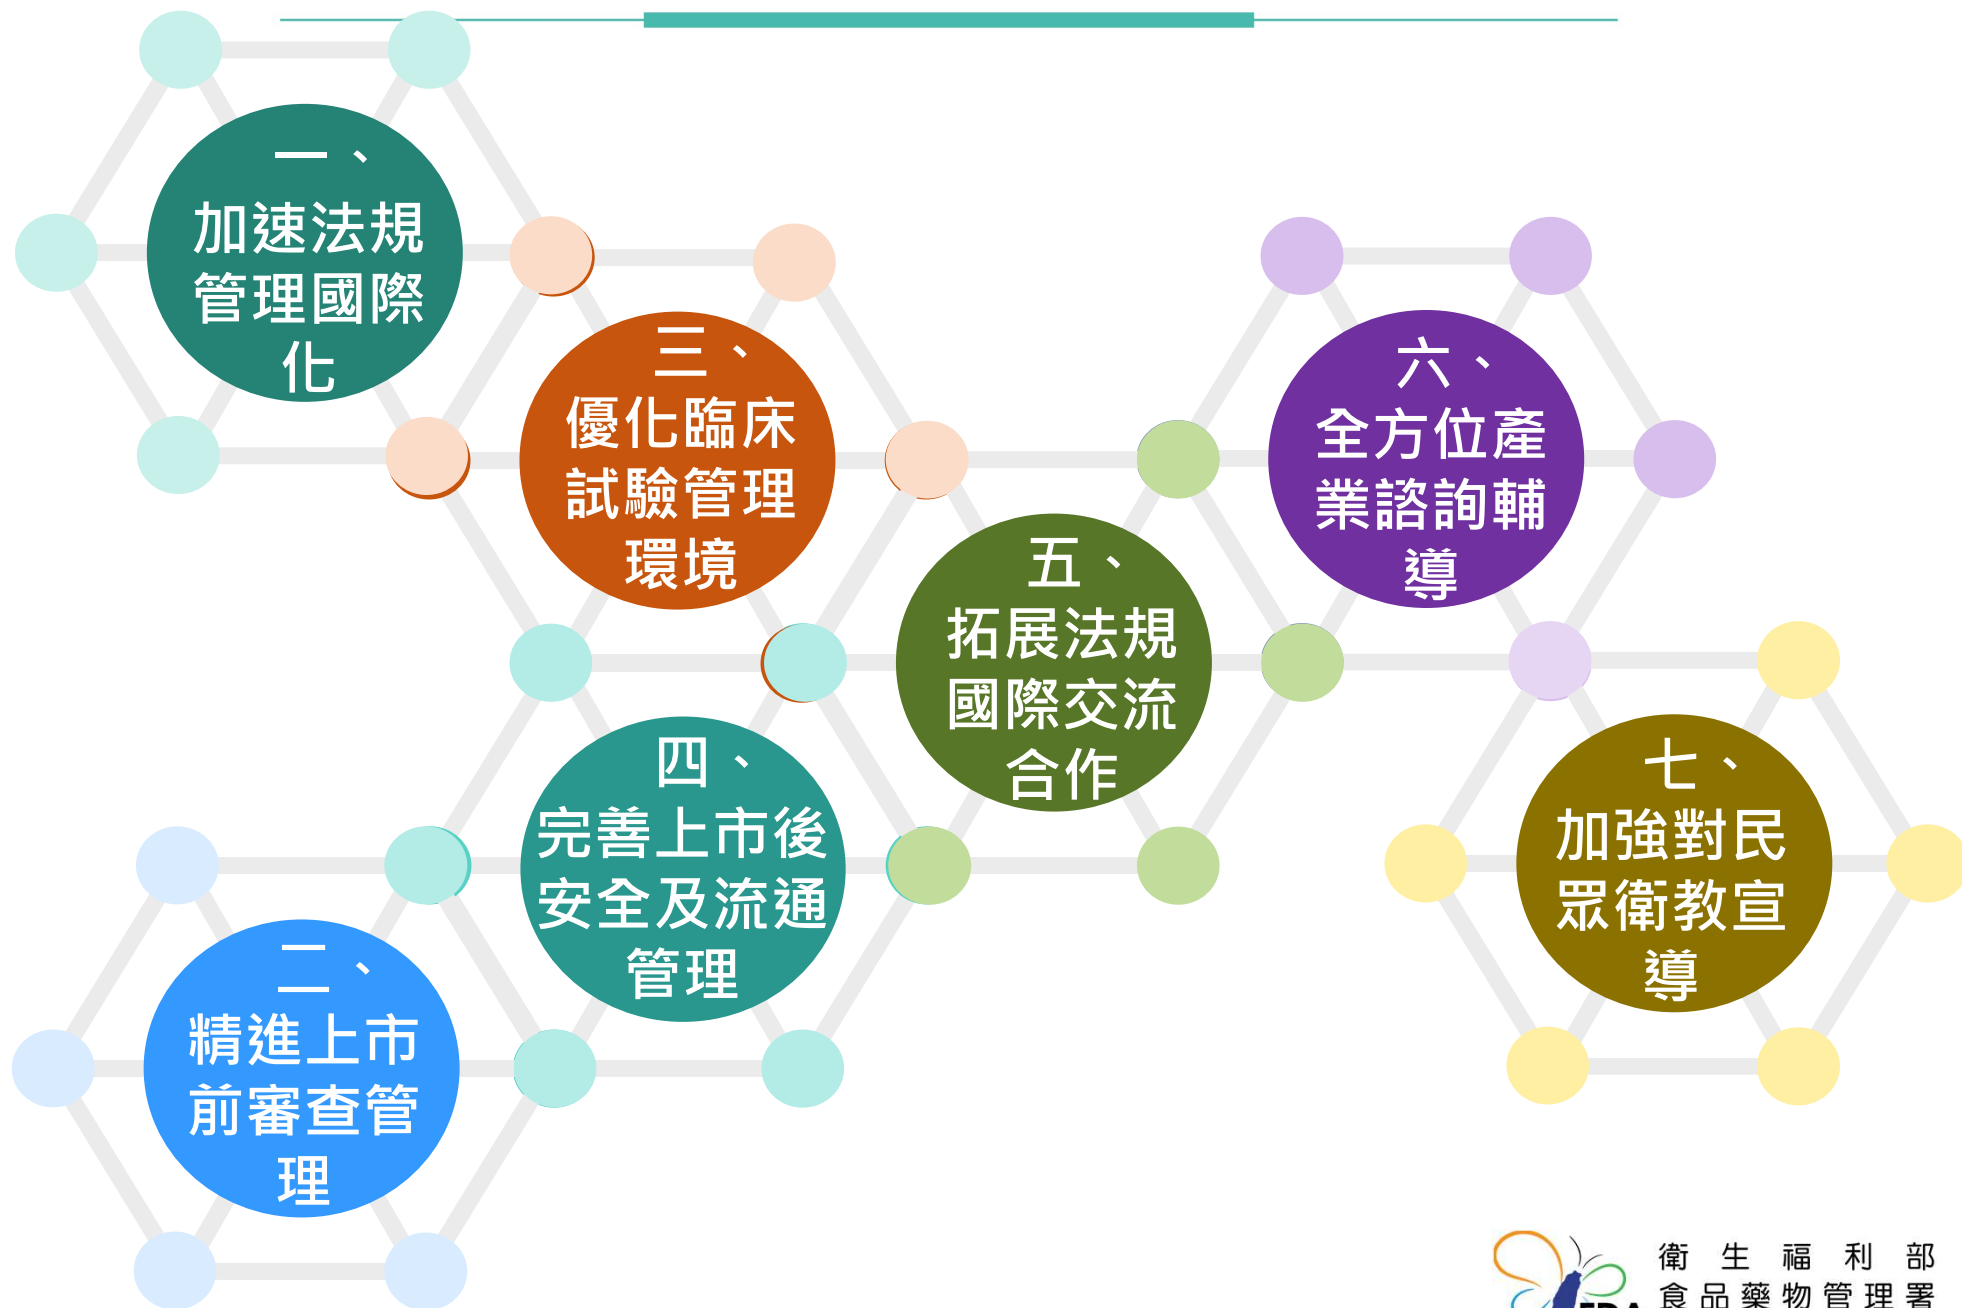 一、
加速法規
管理國際
化
二、
精進上市
前審查管
理
三、
優化臨床
試驗管理
環境
四、
完善上市後
安全及流通
管理
五、
拓展法規
國際交流
合作
六、
全方位產
業諮詢輔
導
七、
加強對民
眾衛教宣
導
衛生福利部
食品藥物管理署
FDA